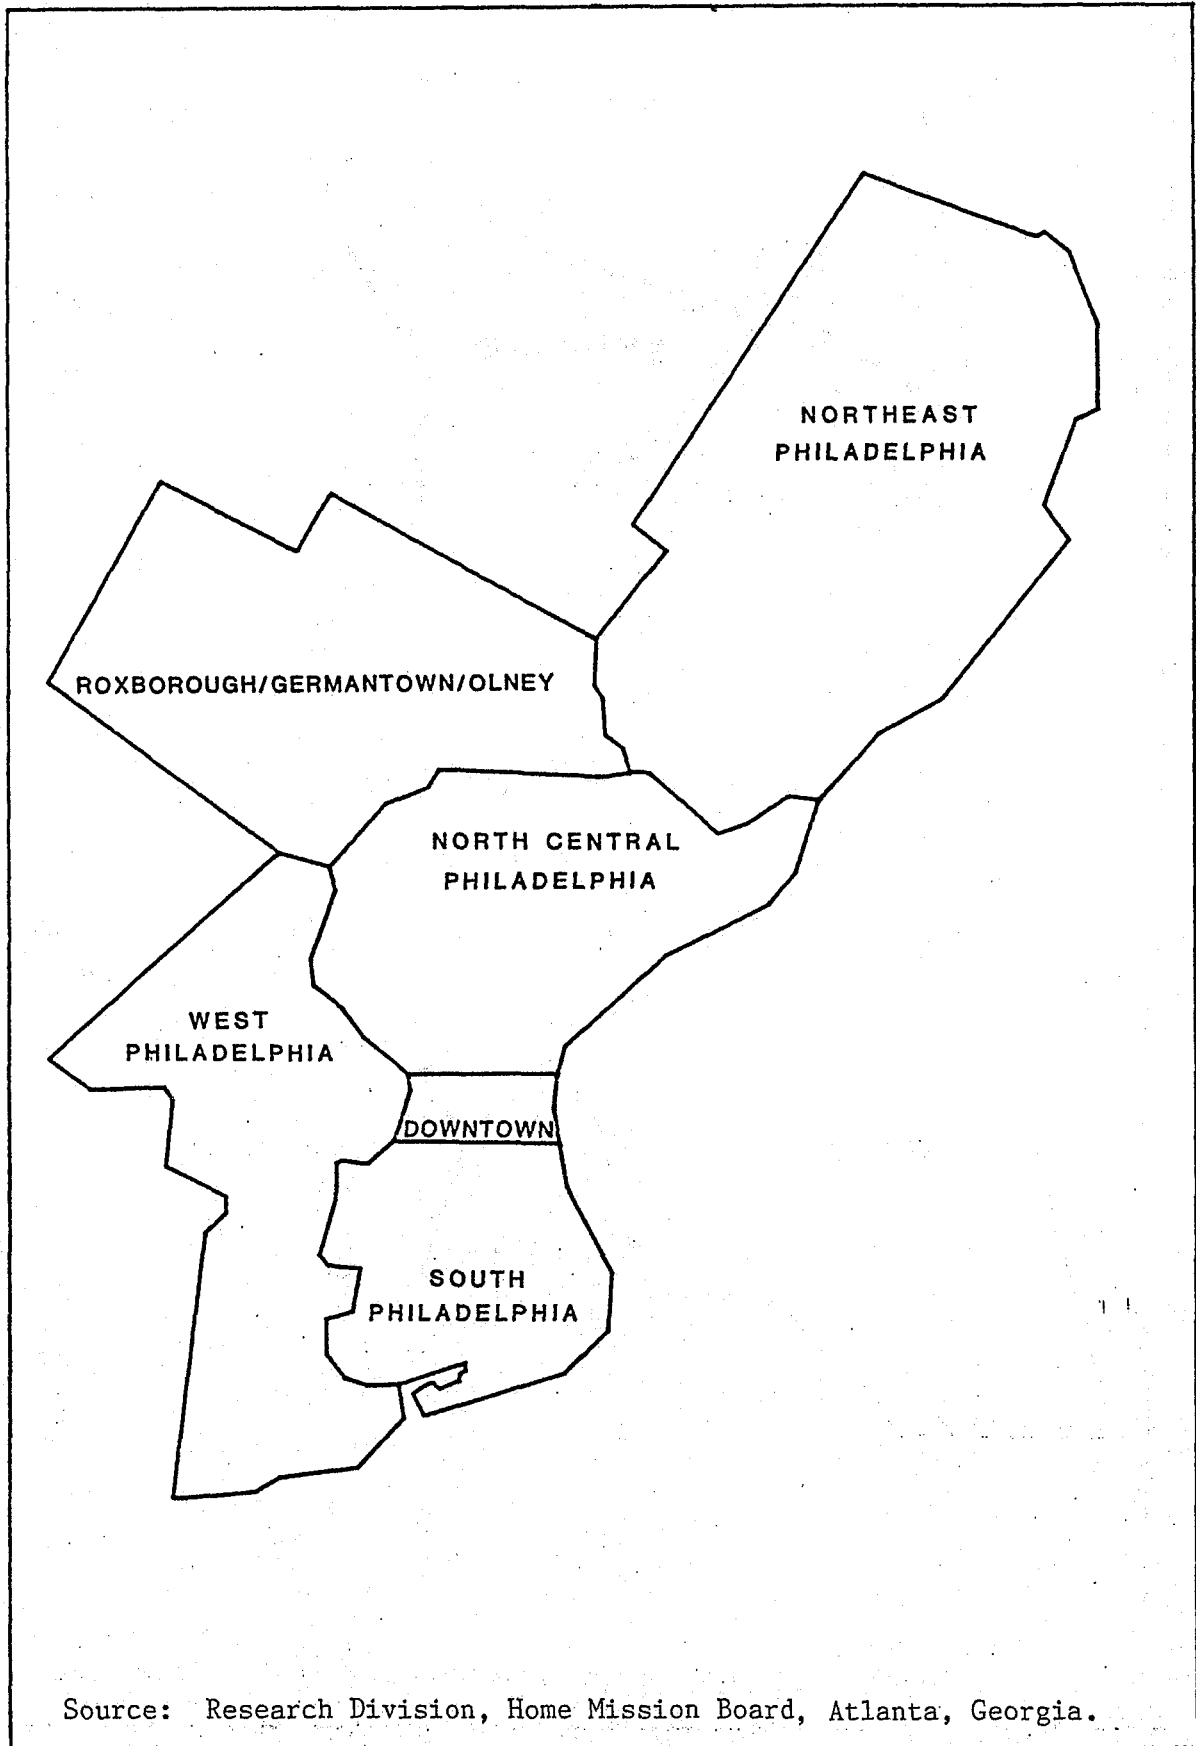 NORTHEAST
PHILADELPHIA
ROXBOROUGH/GERMANTOWN/OLNEY
NORTH CENTRAL
PHILADELPHIA
WEST
PHILADELPHIA
DOWNTOWN
SOUTH
PHILADELPHIA
Source: Research Division, Home Mission Board, Atlanta, Georgia.